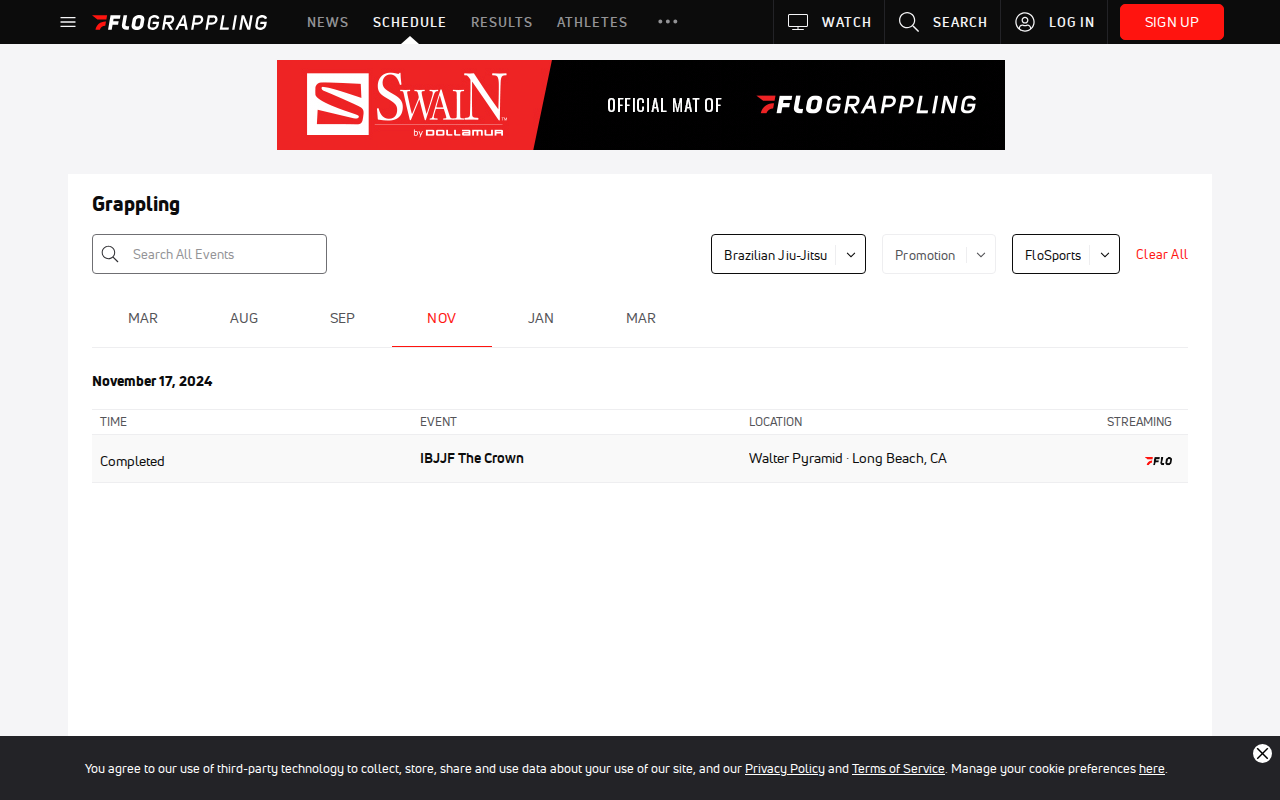 FLOGRAPPLING NEWS SCHEDULE RESULTS ATHLETES ••• WATCH SEARCH LOG IN SIGN UP
SWAIN
by DOLLAMUR
OFFICIAL MAT OF FLOGRAPPLING
Grappling
Search All Events Brazilian Jiu-Jitsu Promotion FloSports Clear All
MAR AUG SEP NOV JAN MAR
November 17, 2024
TIME EVENT LOCATION STREAMING
Completed IBJJF The Crown Walter Pyramid · Long Beach, CA FLO
You agree to our use of third-party technology to collect, store, share and use data about your use of our site, and our Privacy Policy and Terms of Service. Manage your cookie preferences here.